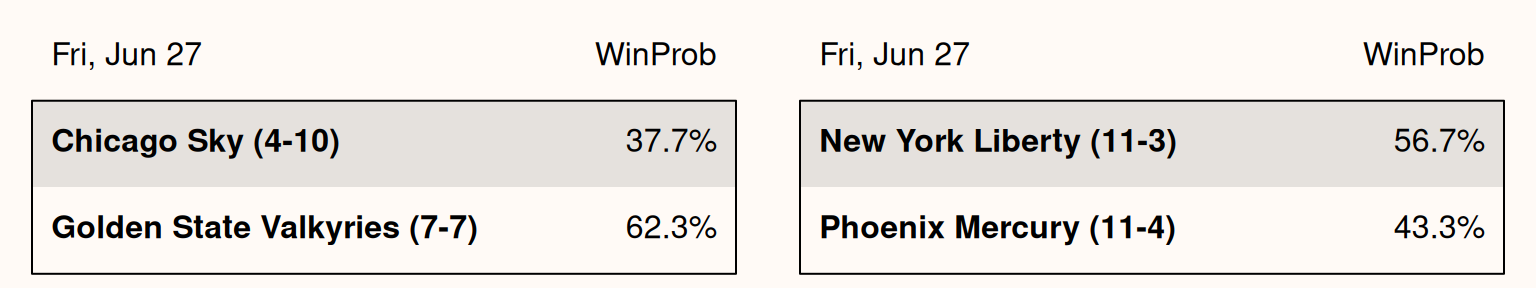 Fri, Jun 27 WinProb
Chicago Sky (4-10) 37.7%
Golden State Valkyries (7-7) 62.3%
Fri, Jun 27 WinProb
New York Liberty (11-3) 56.7%
Phoenix Mercury (11-4) 43.3%